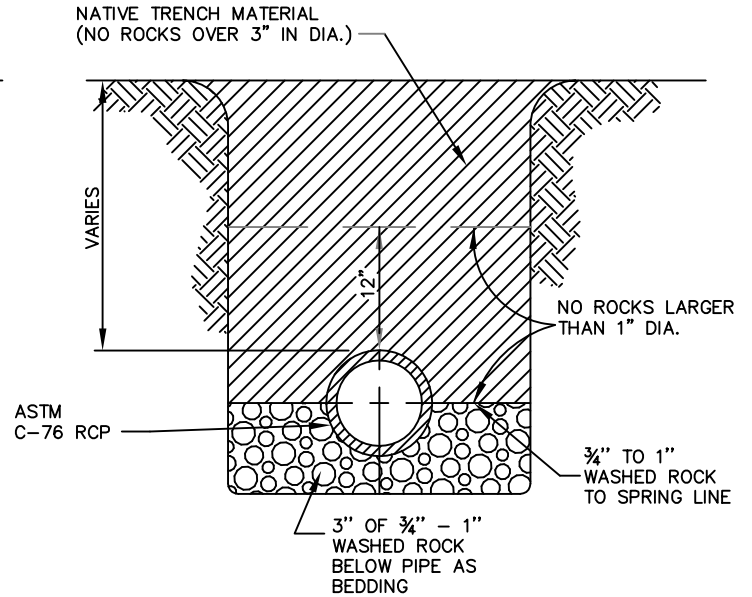 NATIVE TRENCH MATERIAL
(NO ROCKS OVER 3" IN DIA.)
VARIES
12"
NO ROCKS LARGER
THAN 1" DIA.
ASTM
C-76 RCP
¾" TO 1"
WASHED ROCK
TO SPRING LINE
3" OF ¾" - 1"
WASHED ROCK
BELOW PIPE AS
BEDDING